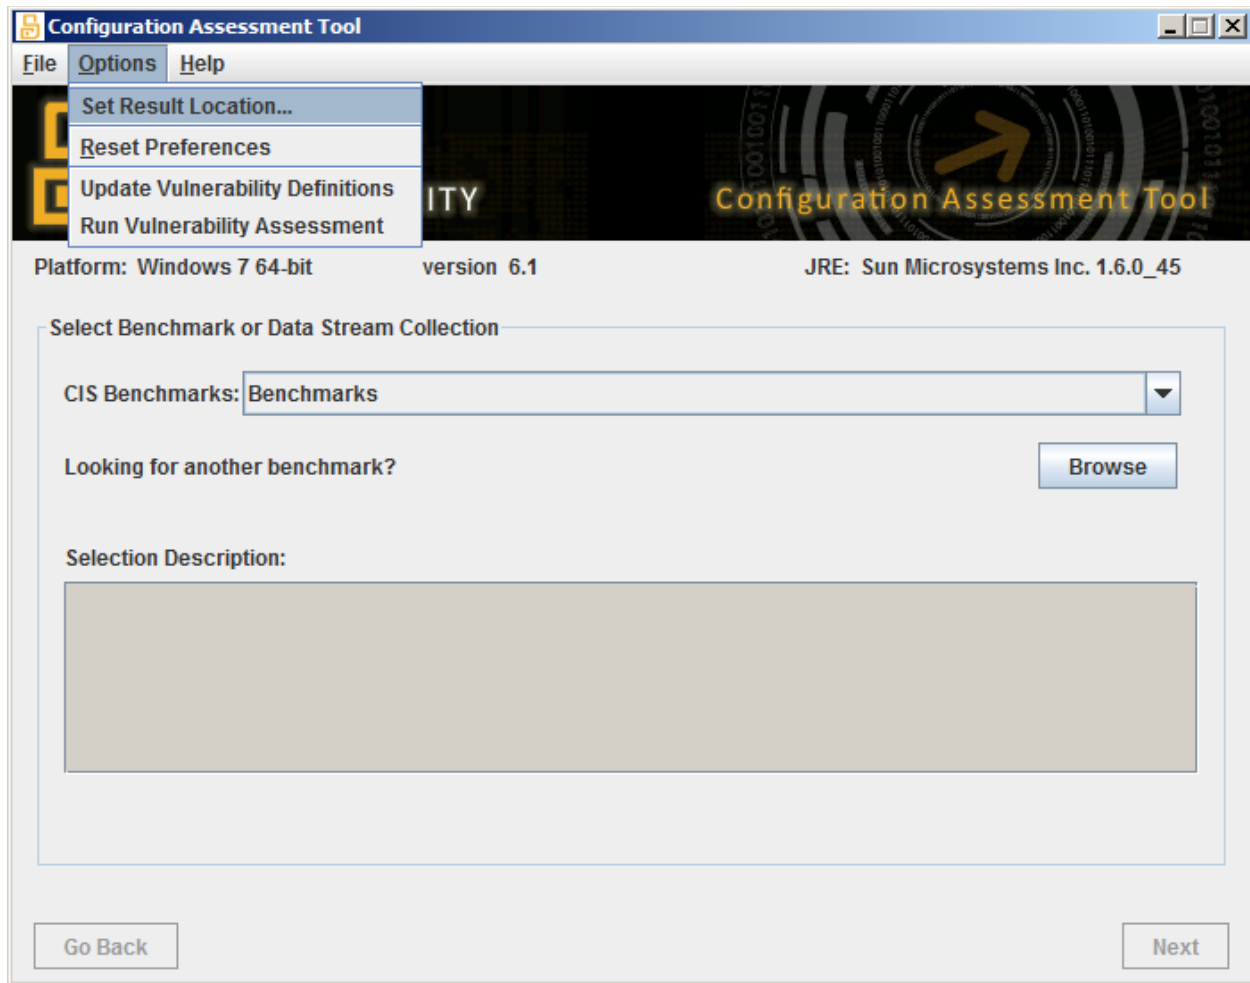 Configuration Assessment Tool
File Options Help
Set Result Location...
Reset Preferences
Update Vulnerability Definitions
Run Vulnerability Assessment
ITY
Configuration Assessment Tool
Platform: Windows 7 64-bit version 6.1 JRE: Sun Microsystems Inc. 1.6.0_45
Select Benchmark or Data Stream Collection
CIS Benchmarks: Benchmarks
Looking for another benchmark? Browse
Selection Description:
Go Back Next